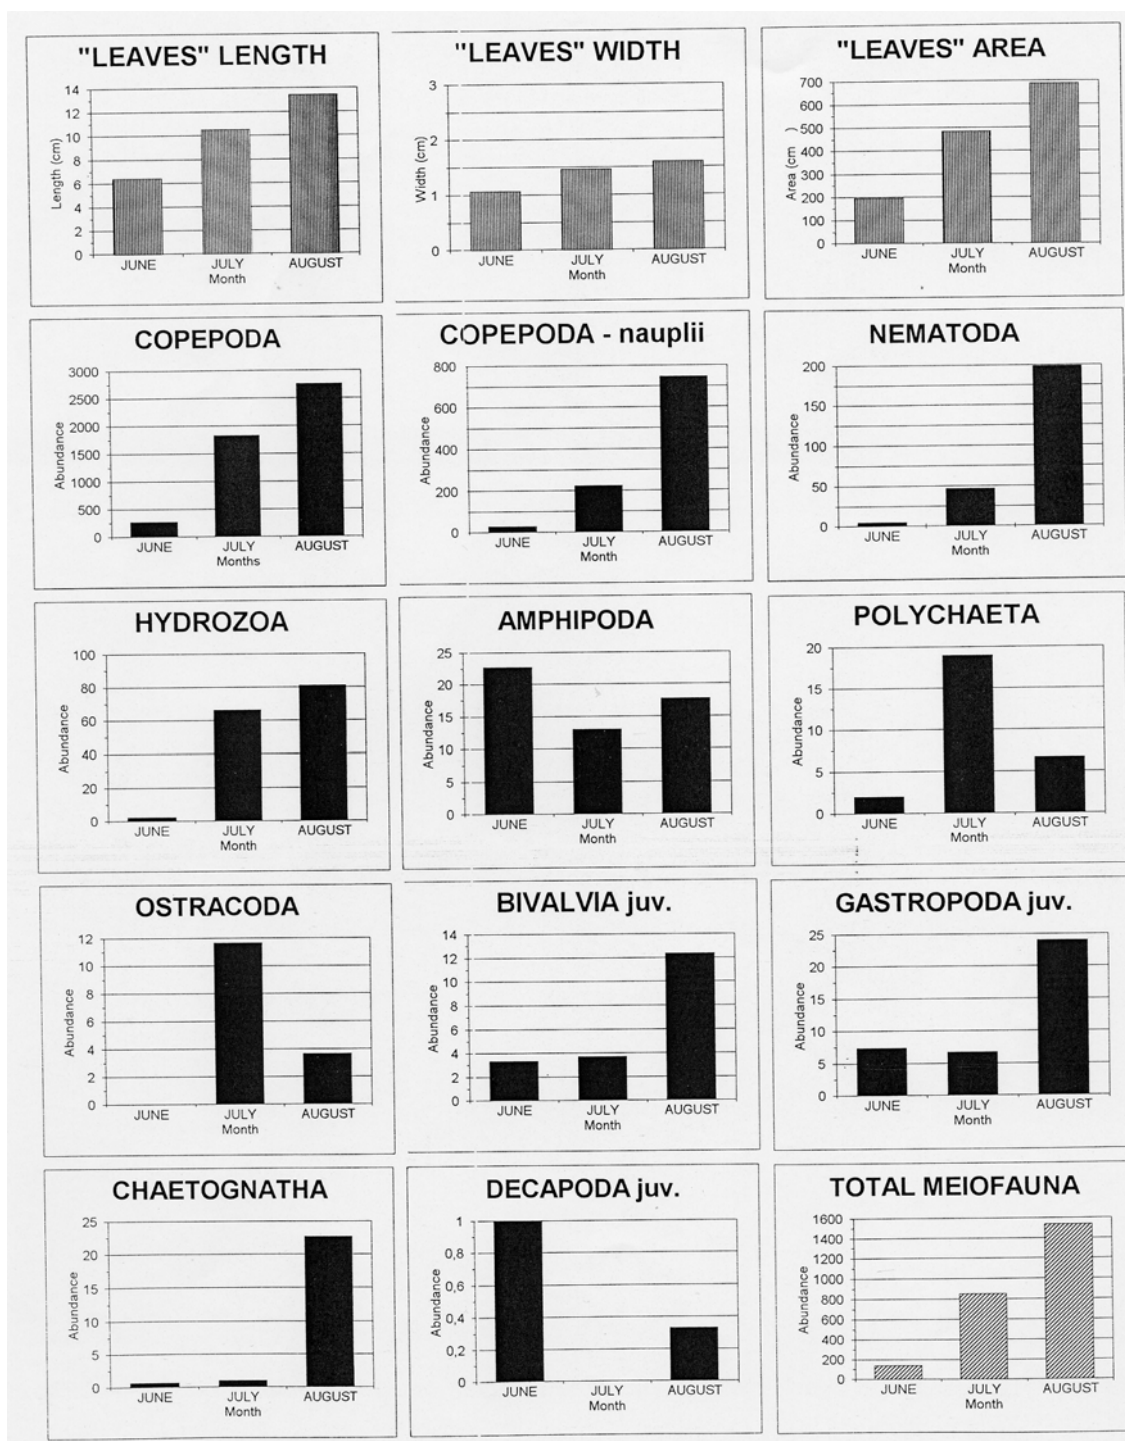 "LEAVES" LENGTH
14
12
10
8
6
4
2
0
Length (cm)
JUNE JULY AUGUST
Month
"LEAVES" WIDTH
3
2
1
0
Width (cm)
JUNE JULY AUGUST
Month
"LEAVES" AREA
700
600
500
400
300
200
100
0
Area (cm )
JUNE JULY AUGUST
Month
COPEPODA
3000
2500
2000
1500
1000
500
0
Abundance
JUNE JULY AUGUST
Months
COPEPODA - nauplii
800
600
400
200
0
Abundance
JUNE JULY AUGUST
Month
NEMATODA
200
150
100
50
0
Abundance
JUNE JULY AUGUST
Month
HYDROZOA
100
80
60
40
20
0
Abundance
JUNE JULY AUGUST
Month
AMPHIPODA
25
20
15
10
5
0
Abundance
JUNE JULY AUGUST
Month
POLYCHAETA
20
15
10
5
0
Abundance
JUNE JULY AUGUST
Month
OSTRACODA
12
10
8
6
4
2
0
Abundance
JUNE JULY AUGUST
Month
BIVALVIA juv.
14
12
10
8
6
4
2
0
Abundance
JUNE JULY AUGUST
Month
GASTROPODA juv.
25
20
15
10
5
0
Abundance
JUNE JULY AUGUST
Month
CHAETOGNATHA
25
20
15
10
5
0
Abundance
JUNE JULY AUGUST
Month
DECAPODA juv.
1
0,8
0,6
0,4
0,2
0
Abundance
JUNE JULY AUGUST
Month
TOTAL MEIOFAUNA
1600
1400
1200
1000
800
600
400
200
0
Abundance
JUNE JULY AUGUST
Month